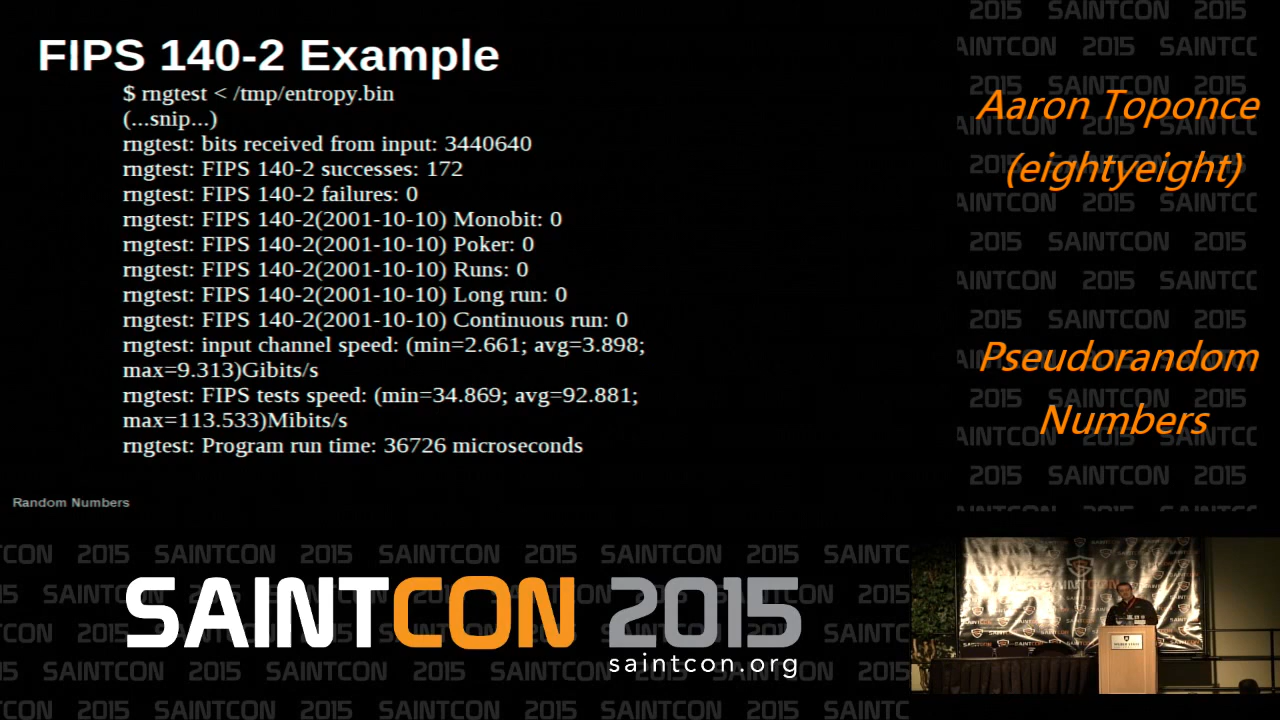 FIPS 140-2 Example
$ rngtest < /tmp/entropy.bin
(...snip...)
rngtest: bits received from input: 3440640
rngtest: FIPS 140-2 successes: 172
rngtest: FIPS 140-2 failures: 0
rngtest: FIPS 140-2(2001-10-10) Monobit: 0
rngtest: FIPS 140-2(2001-10-10) Poker: 0
rngtest: FIPS 140-2(2001-10-10) Runs: 0
rngtest: FIPS 140-2(2001-10-10) Long run: 0
rngtest: FIPS 140-2(2001-10-10) Continuous run: 0
rngtest: input channel speed: (min=2.661; avg=3.898;
max=9.313)Gibits/s
rngtest: FIPS tests speed: (min=34.869; avg=92.881;
max=113.533)Mibits/s
rngtest: Program run time: 36726 microseconds
Random Numbers
Aaron Toponce
(eightyeight)
Pseudorandom
Numbers
SAINTCON 2015
saintcon.org